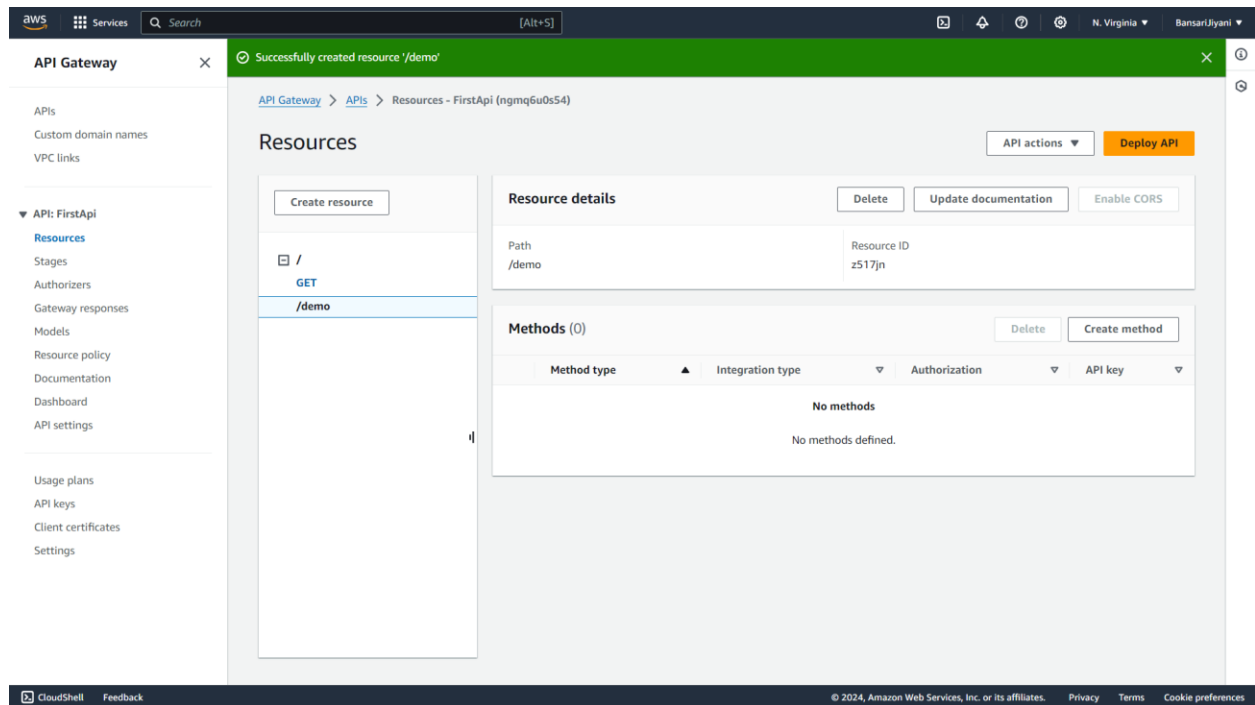 aws Services Search [Alt+S] N. Virginia BansariJiyani
API Gateway
APIs
Custom domain names
VPC links
API: FirstApi
Resources
Stages
Authorizers
Gateway responses
Models
Resource policy
Documentation
Dashboard
API settings
Usage plans
API keys
Client certificates
Settings
Successfully created resource '/demo'
API Gateway > APIs > Resources - FirstApi (ngmq6u0s54)
Resources
API actions Deploy API
Create resource
/
GET
/demo
Resource details
Delete Update documentation Enable CORS
Path
/demo
Resource ID
z517jn
Methods (0)
Delete Create method
Method type Integration type Authorization API key
No methods
No methods defined.
CloudShell Feedback © 2024, Amazon Web Services, Inc. or its affiliates. Privacy Terms Cookie preferences